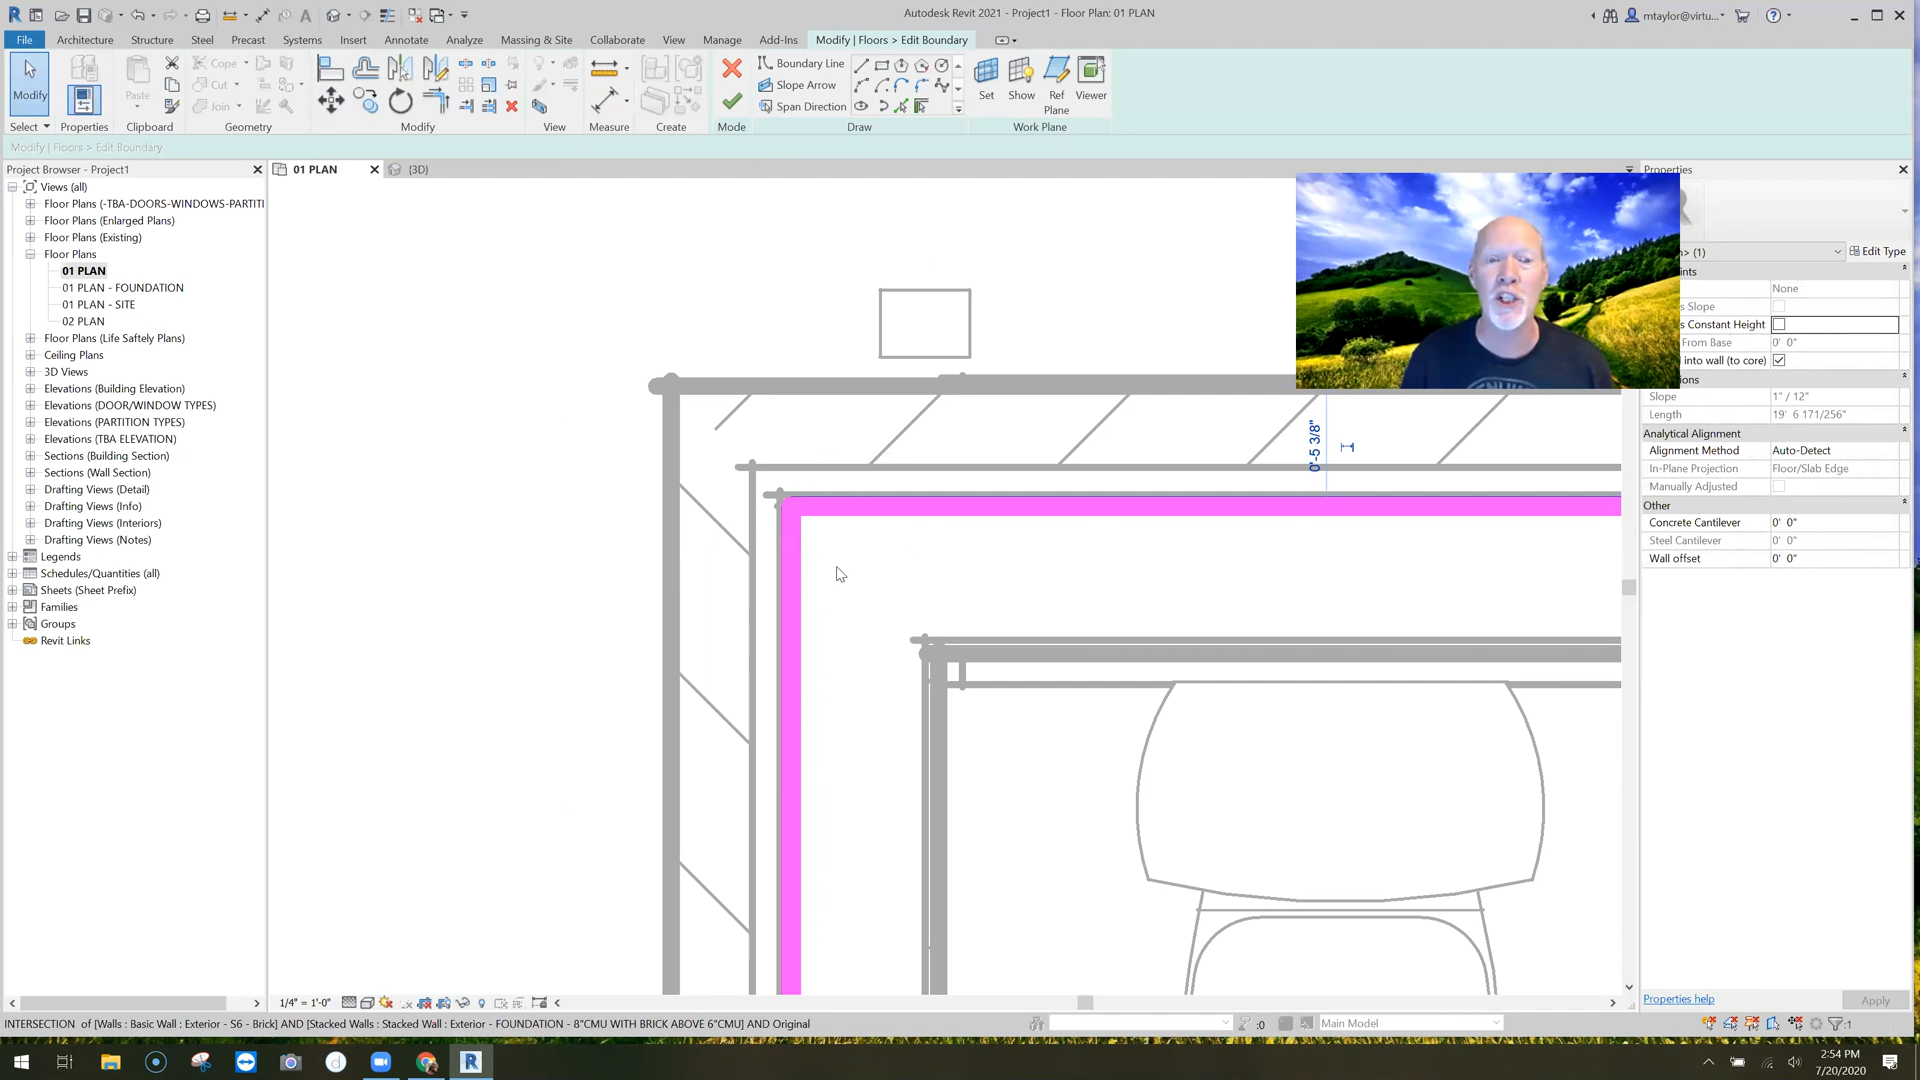 Autodesk Revit 2021 - Project1 - Floor Plan: 01 PLAN
mtaylor@virtu...
File Architecture Structure Steel Precast Systems Insert Annotate Analyze Massing & Site Collaborate View Manage Add-Ins Modify | Floors > Edit Boundary
Modify
Paste
Cope
Cut
Join
Boundary Line
Slope Arrow
Span Direction
Set
Show
Ref
Plane
Viewer
Select Properties Clipboard Geometry Modify View Measure Create Mode Draw Work Plane
Modify | Floors > Edit Boundary
Project Browser - Project1
Views (all)
Floor Plans (-TBA-DOORS-WINDOWS-PARTITI
Floor Plans (Enlarged Plans)
Floor Plans (Existing)
Floor Plans
01 PLAN
01 PLAN - FOUNDATION
01 PLAN - SITE
02 PLAN
Floor Plans (Life Saftely Plans)
Ceiling Plans
3D Views
Elevations (Building Elevation)
Elevations (DOOR/WINDOW TYPES)
Elevations (PARTITION TYPES)
Elevations (TBA ELEVATION)
Sections (Building Section)
Sections (Wall Section)
Drafting Views (Detail)
Drafting Views (Info)
Drafting Views (Interiors)
Drafting Views (Notes)
Legends
Schedules/Quantities (all)
Sheets (Sheet Prefix)
Families
Groups
Revit Links
01 PLAN
{3D}
0'-5 3/8"
Properties
R
> (1)
Edit Type
ints
None
s Slope
s Constant Height
From Base 0' 0"
into wall (to core)
ions
Slope 1" / 12"
Length 19' 6 171/256"
Analytical Alignment
Alignment Method Auto-Detect
In-Plane Projection Floor/Slab Edge
Manually Adjusted
Other
Concrete Cantilever 0' 0"
Steel Cantilever 0' 0"
Wall offset 0' 0"
Properties help
Apply
1/4" = 1'-0"
INTERSECTION of [Walls : Basic Wall : Exterior - S6 - Brick] AND [Stacked Walls : Stacked Wall : Exterior - FOUNDATION - 8"CMU WITH BRICK ABOVE 6"CMU] AND Original
:0
Main Model
:1
2:54 PM
7/20/2020